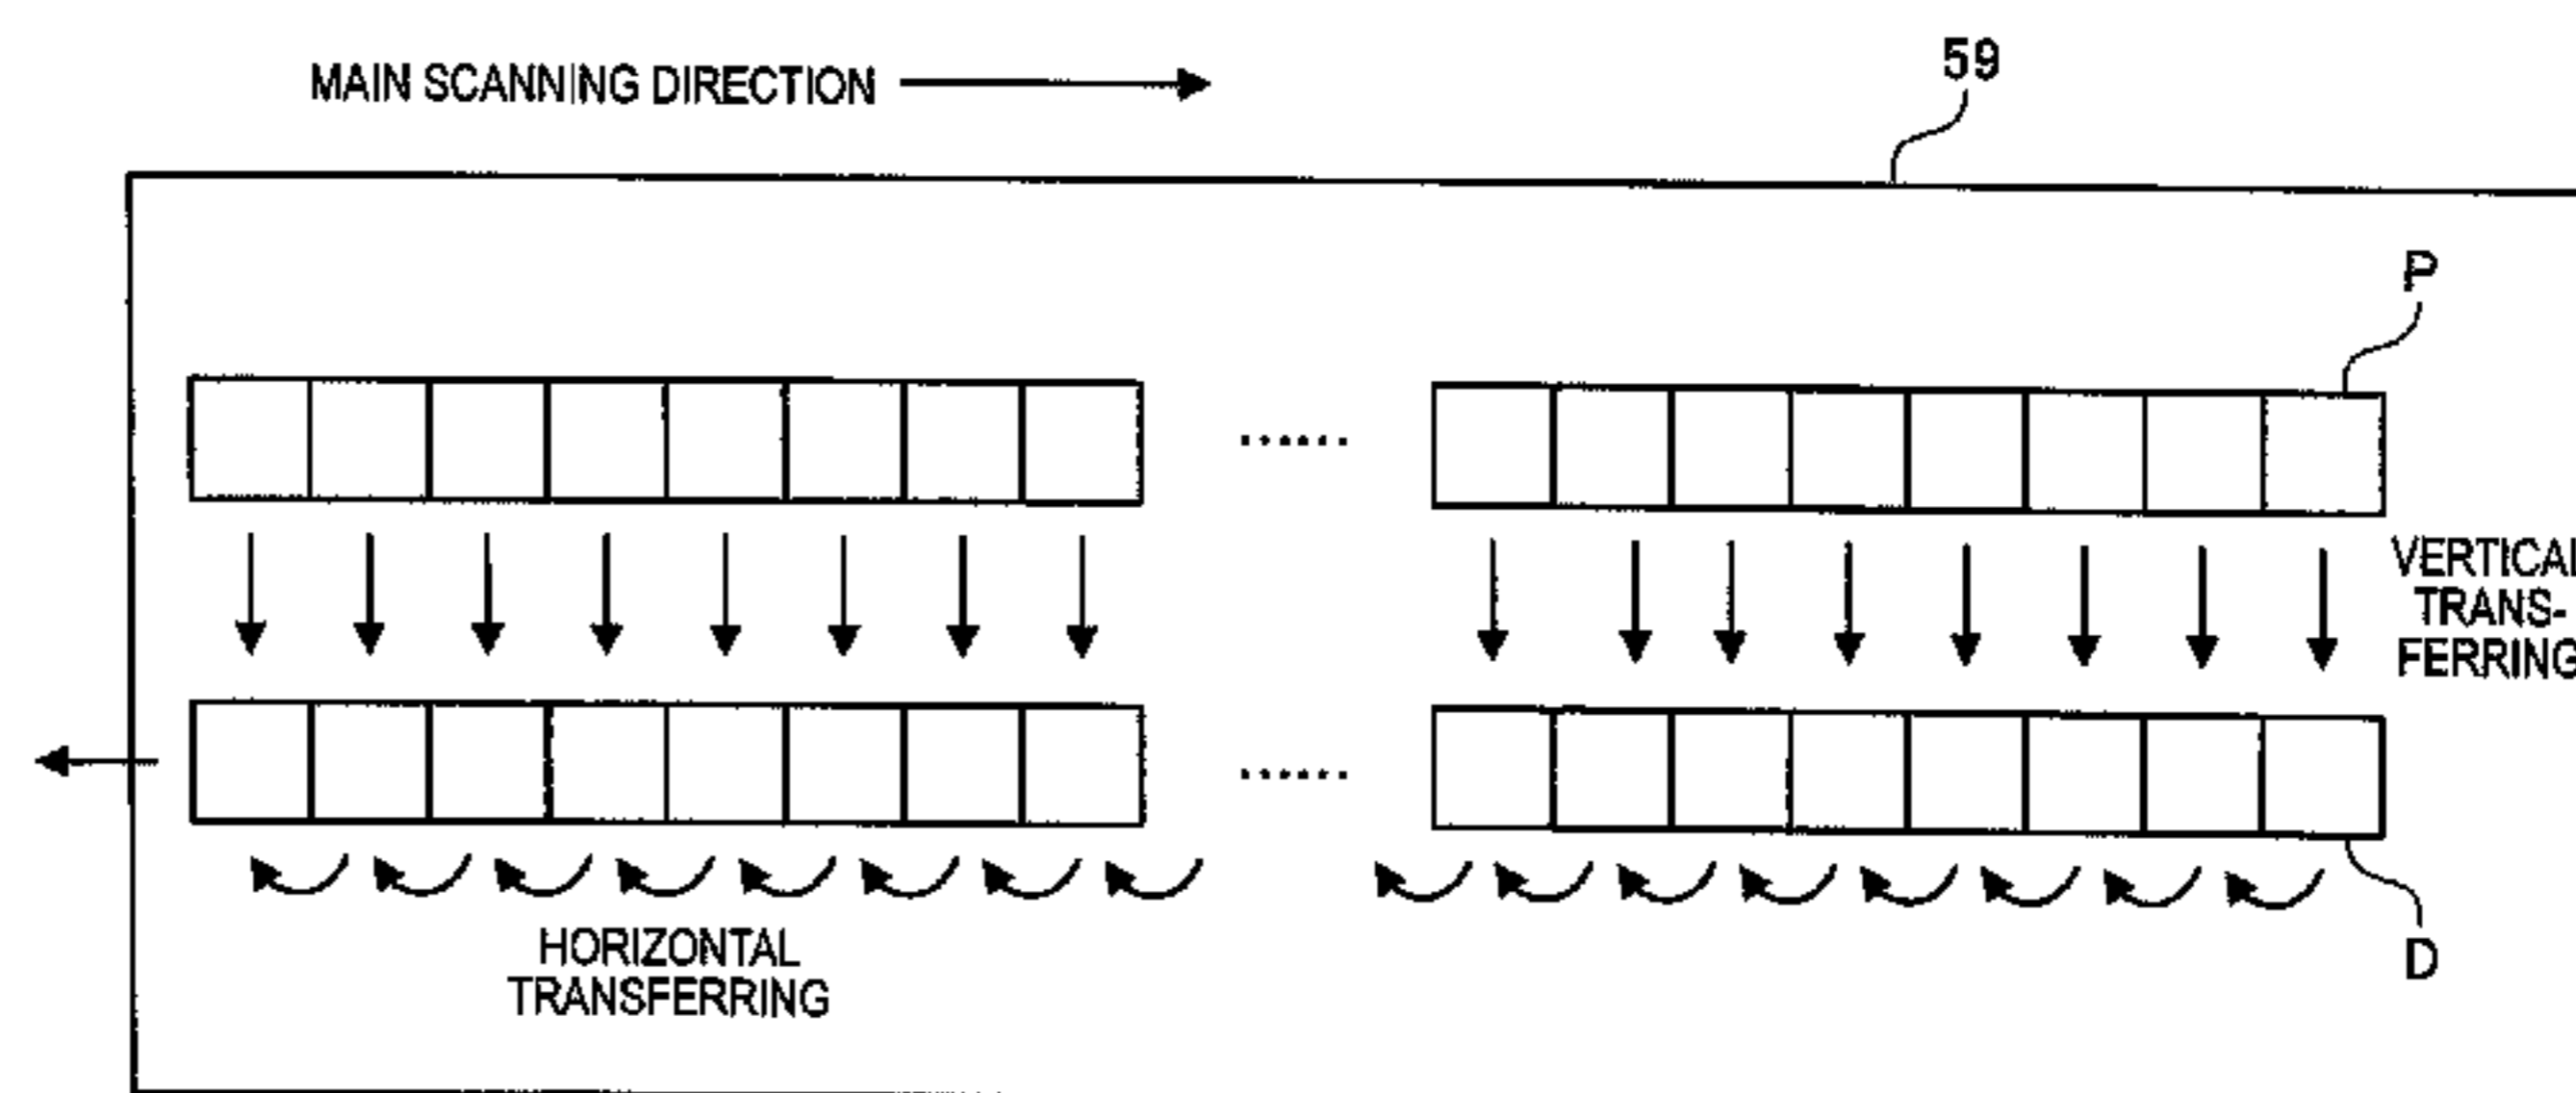 MAIN SCANNING DIRECTION
59
P
VERTICAL
TRANS-
FERRING
HORIZONTAL
TRANSFERRING
D